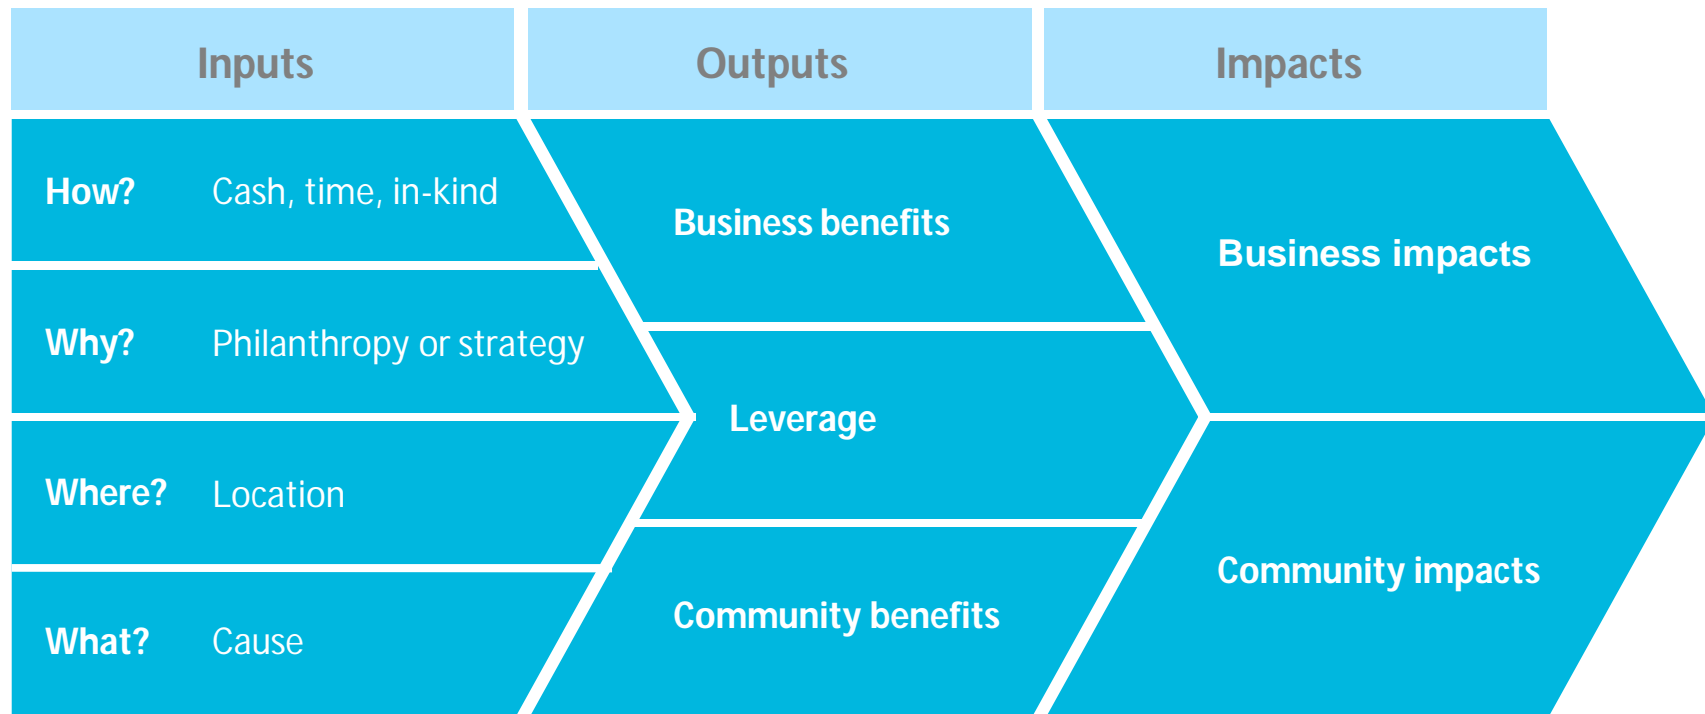 Inputs
Outputs
Impacts
How? Cash, time, in-kind
Why? Philanthropy or strategy
Where? Location
What? Cause
Business benefits
Leverage
Community benefits
Business impacts
Community impacts